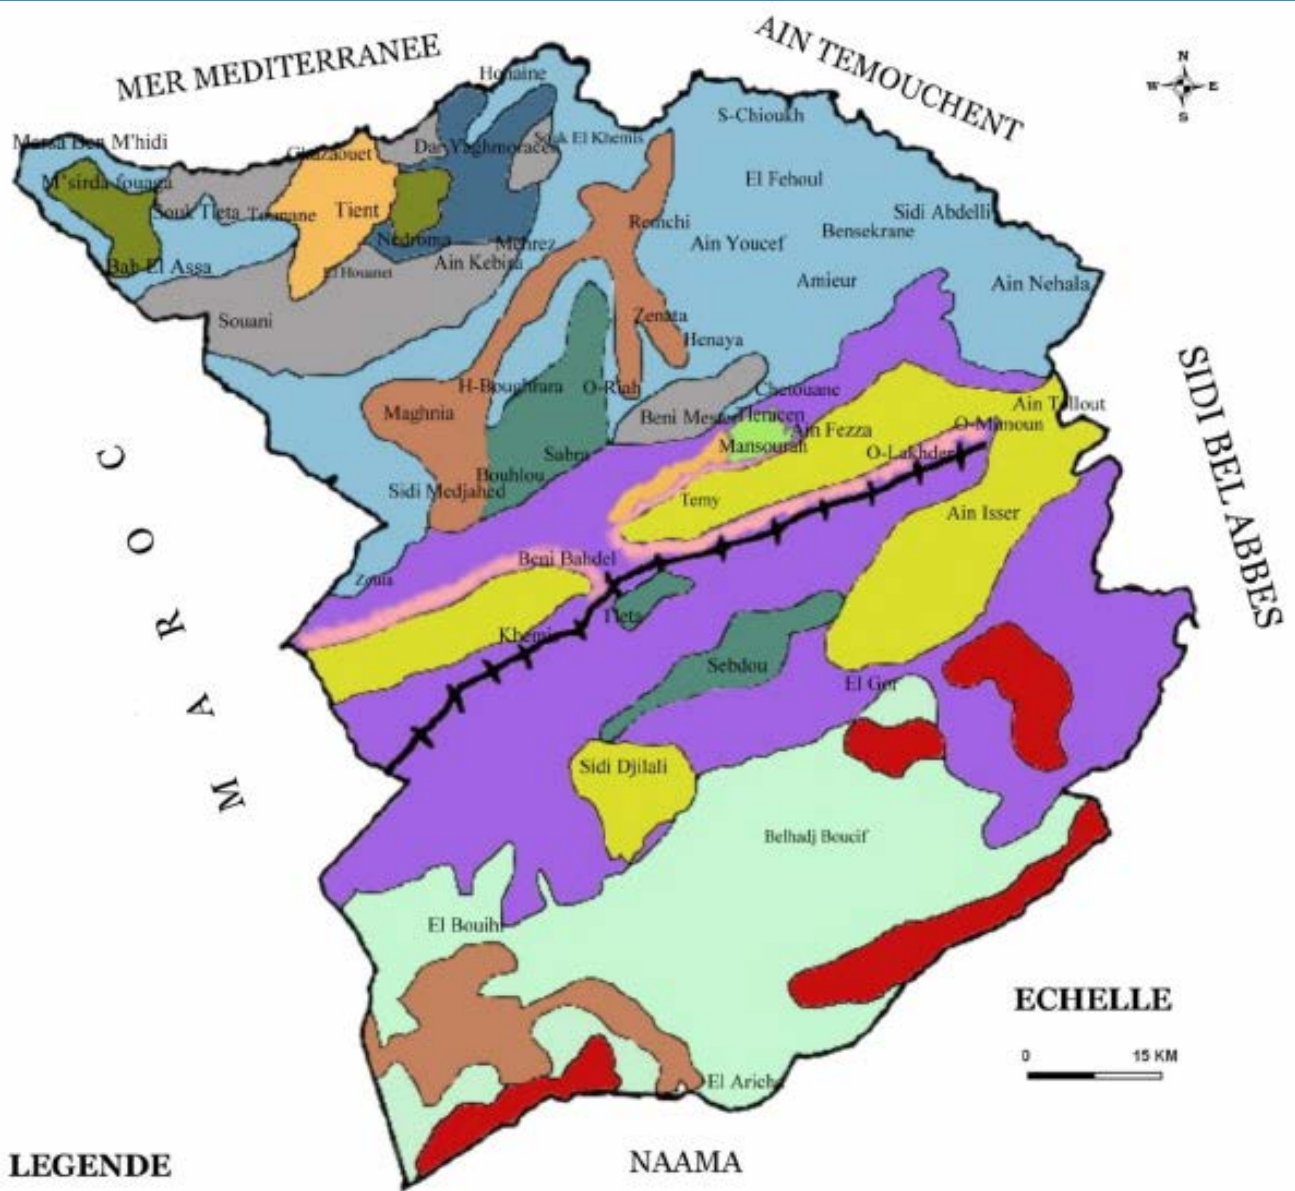 MER MEDITERRANEE
AIN TEMOUCHENT
N
W E
S
Honaine
S-Chioukh
Marsa Ben M'hidi
Ghazaouet
Dar Yaghmoracen
Souk El Khemis
M'sirda fouaga
El Fehoul
Souk Tleta
Tounane
Tient
Remchi
Sidi Abdelli
Bensekrane
Nedroma
Mehrez
Ain Youcef
Bab El Assa
El Houanet
Ain Kebira
Amieur
Ain Nehala
Souani
Zenata
Henaya
H-Boughrara
O-Riah
Chetouane
Maghnia
Beni Mester
Ain Tellout
Ain Fezza
O-Mimoun
Mansourah
O-Lakhdar
Sabra
Bouhlou
Sidi Medjahed
Terny
Ain Isser
Beni Bahdel
Zouia
Tleta
Khemis
Sebdou
El Gor
Sidi Djilali
Belhadj Boucif
El Bouihi
El Aricha
MAROC
SIDI BEL ABBES
ECHELLE
0 15 KM
LEGENDE
NAAMA